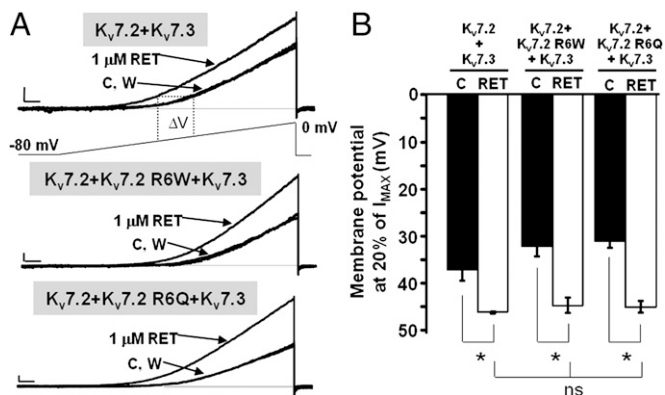 A
Kv7.2+Kv7.3
1 µM RET
C, W
ΔV
-80 mV
0 mV
Kv7.2+Kv7.2 R6W+Kv7.3
1 µM RET
C, W
Kv7.2+Kv7.2 R6Q+Kv7.3
1 µM RET
C, W
B
Kv7.2
+
Kv7.3
Kv7.2+
Kv7.2 R6W
+ Kv7.3
Kv7.2+
Kv7.2 R6Q
+ Kv7.3
C RET C RET C RET
Membrane potential
at 20% of IMAX (mV)
0
10
20
30
40
50
* * *
ns